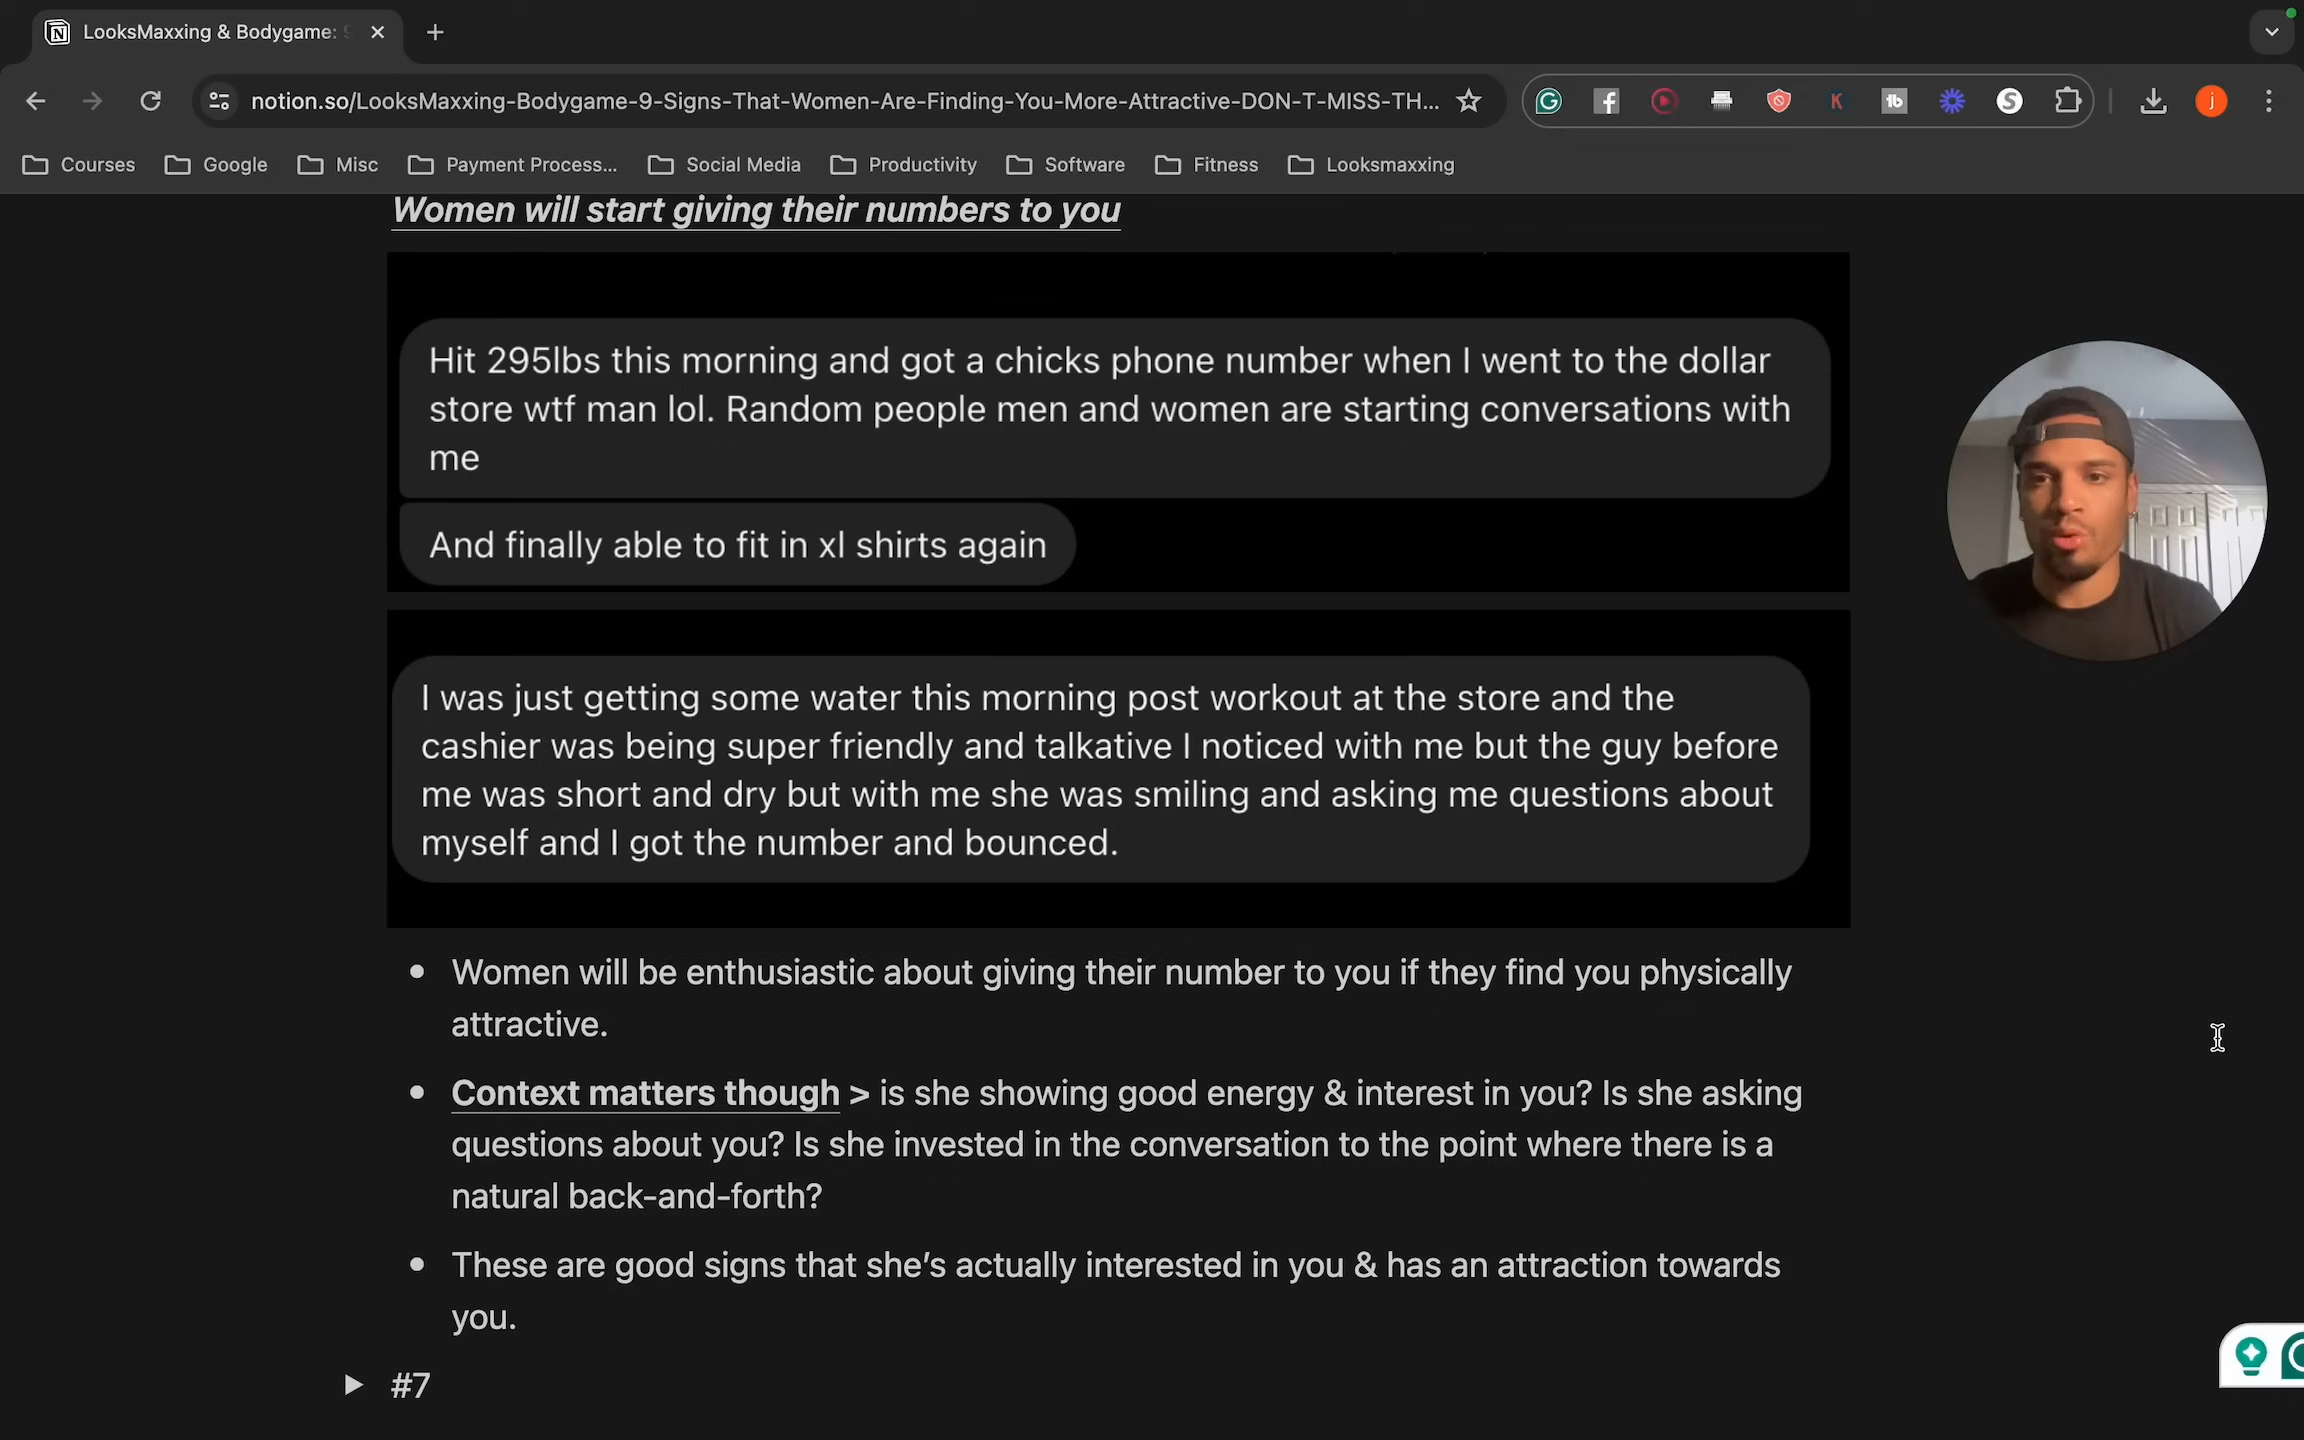 LooksMaxxing & Bodygame: 9
notion.so/LooksMaxxing-Bodygame-9-Signs-That-Women-Are-Finding-You-More-Attractive-DON-T-MISS-TH...
Courses Google Misc Payment Process... Social Media Productivity Software Fitness Looksmaxxing
Women will start giving their numbers to you
Hit 295lbs this morning and got a chicks phone number when I went to the dollar
store wtf man lol. Random people men and women are starting conversations with
me
And finally able to fit in xl shirts again
I was just getting some water this morning post workout at the store and the
cashier was being super friendly and talkative I noticed with me but the guy before
me was short and dry but with me she was smiling and asking me questions about
myself and I got the number and bounced.
• Women will be enthusiastic about giving their number to you if they find you physically
attractive.
• Context matters though > is she showing good energy & interest in you? Is she asking
questions about you? Is she invested in the conversation to the point where there is a
natural back-and-forth?
• These are good signs that she’s actually interested in you & has an attraction towards
you.
#7